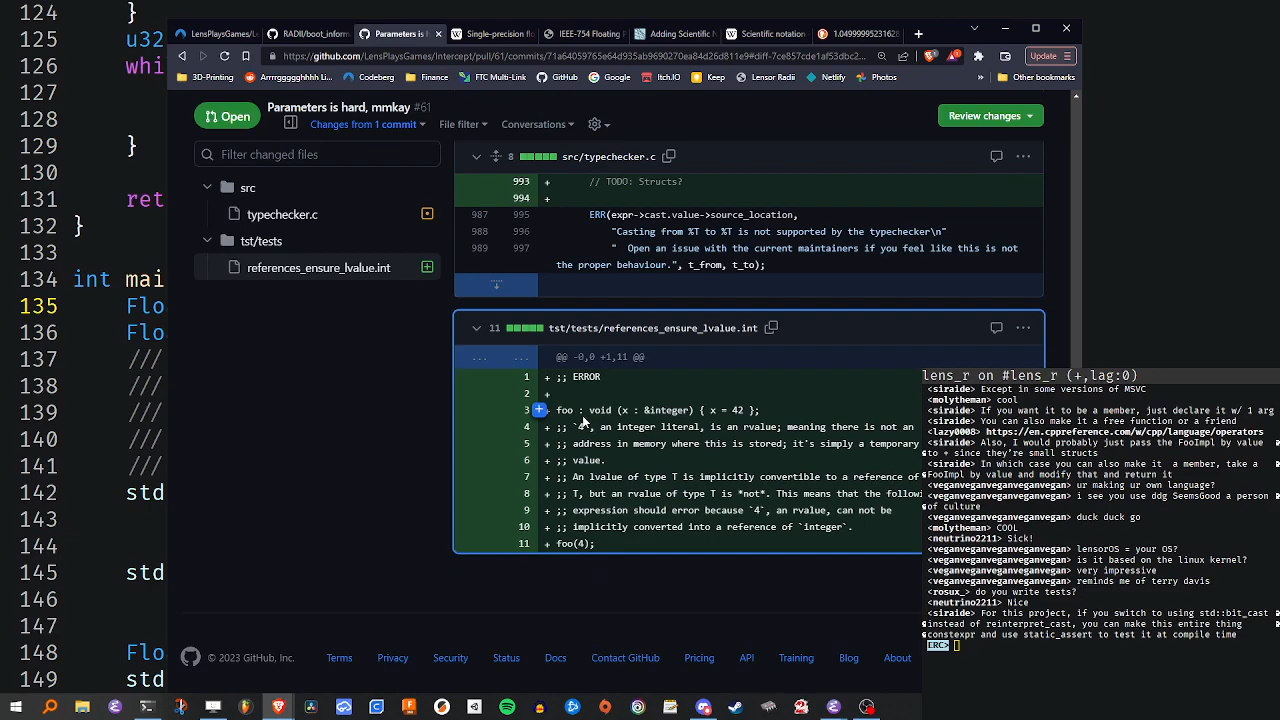 124 }
125 u32
126 whi
127
128
129 }
130
131 ret
132 }
133
134 int mai
135 Flo
136 Flo
137 ///
138 ///
139 ///
140 ///
141 ///
142 std
143
144
145 std
146
147
148 Flo
149 std
LensPlaysGames/L
RADII/boot_inform
Parameters is
Single-precision flo
IEEE-754 Floating P
Adding Scientific N
Scientific notation
1.04999995231628
https://github.com/LensPlaysGames/Intercept/pull/61/commits/71054765a759965e64d935ab9690270ea84d26d811e9#diff-7ce857cde1af53dbc2...
Update
3D-Printing
Arrrggggghhhh Li...
Codeberg
Finance
FTC Multi-Link
GitHub
Google
Itch.IO
Keep
Lensor Radii
Netlify
Photos
Other bookmarks
Open
Parameters is hard, mmkay #61
Changes from 1 commit
File filter
Conversations
Review changes
Filter changed files
src
typechecker.c
tst/tests
references_ensure_lvalue.int
8 src/typechecker.c
993 + // TODO: Structs?
994 +
987 995 ERR(expr->cast.value->source_location,
988 996 "Casting from %T to %T is not supported by the typechecker\n"
989 997 " Open an issue with the current maintainers if you feel like this is not
the proper behaviour.", t_from, t_to);
11 tst/tests/references_ensure_lvalue.int
... ... @@ -0,0 +1,11 @@
1 + ;; ERROR
2 +
3 foo : void (x : &integer) { x = 42 };
4 + ;; `4`, an integer literal, is an rvalue; meaning there is not an
5 + ;; address in memory where this is stored; it's simply a temporary
6 + ;; value.
7 + ;; An lvalue of type T is implicitly convertible to a reference of
8 + ;; T, but an rvalue of type T is *not*. This means that the followi
9 + ;; expression should error because `4`, an rvalue, can not be
10 + ;; implicitly converted into a reference of `integer`.
11 + foo(4);
© 2023 GitHub, Inc.
Terms
Privacy
Security
Status
Docs
Contact GitHub
Pricing
API
Training
Blog
About
lens_r on #lens_r (+,lag:0)
<siraide> Except in some versions of MSVC
<molytheman> cool
<siraide> If you want it to be a member, just declare it w/ 1 arg
<siraide> You can also make it a free function or a friend
<lazy0008> https://en.cppreference.com/w/cpp/language/operators
<siraide> Also, I would probably just pass the FooImpl by value
to + since they're small structs
<siraide> In which case you can also make it  a member, take a
FooImpl by value and modify that and return it
<veganveganvegan​vegan> ur making ur own language?
<veganveganveganvegan> i see you use ddg SeemsGood a person
of culture
<veganveganveganvegan> duck duck go
<molytheman> COOL
<neutrino2211> Sick!
<veganveganveganvegan> lensorOS = your OS?
<veganveganveganvegan> is it based on the linux kernel?
<veganveganveganvegan> very impressive
<veganveganveganvegan> reminds me of terry davis
<rosux_> do you write tests?
<neutrino2211> Nice
<siraide> For this project, if you switch to using std::bit_cast
instead of reinterpret_cast, you can make this entire thing
constexpr and use static_assert to test it at compile time
ERC>